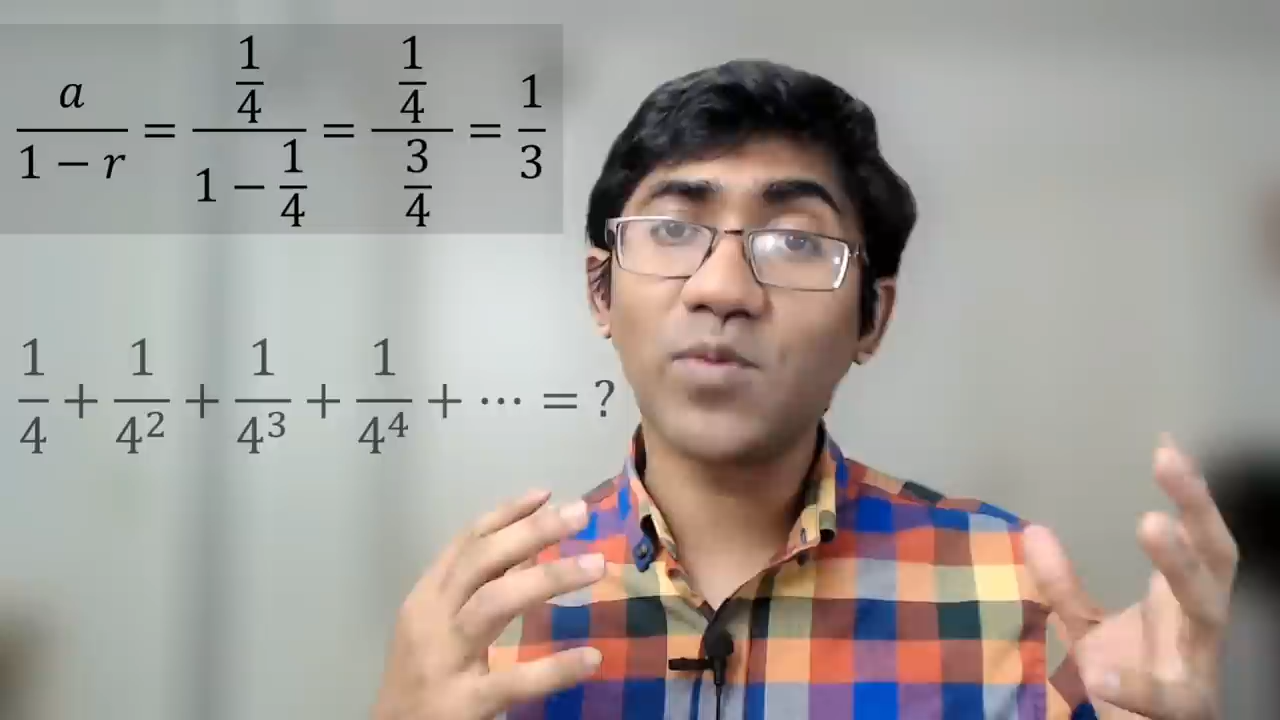 a/(1 − r) = (1/4)/(1 − 1/4) = (1/4)/(3/4) = 1/3
1/4 + 1/4² + 1/4³ + 1/4⁴ + ⋯ = ?